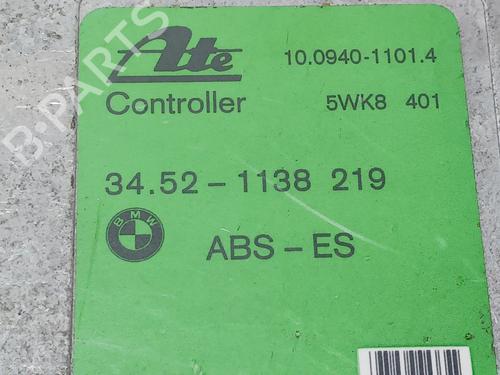 Ate 10.0940-1101.4
Controller 5WK8 401
34.52-1138 219
BMW ABS-ES
B-PARTS